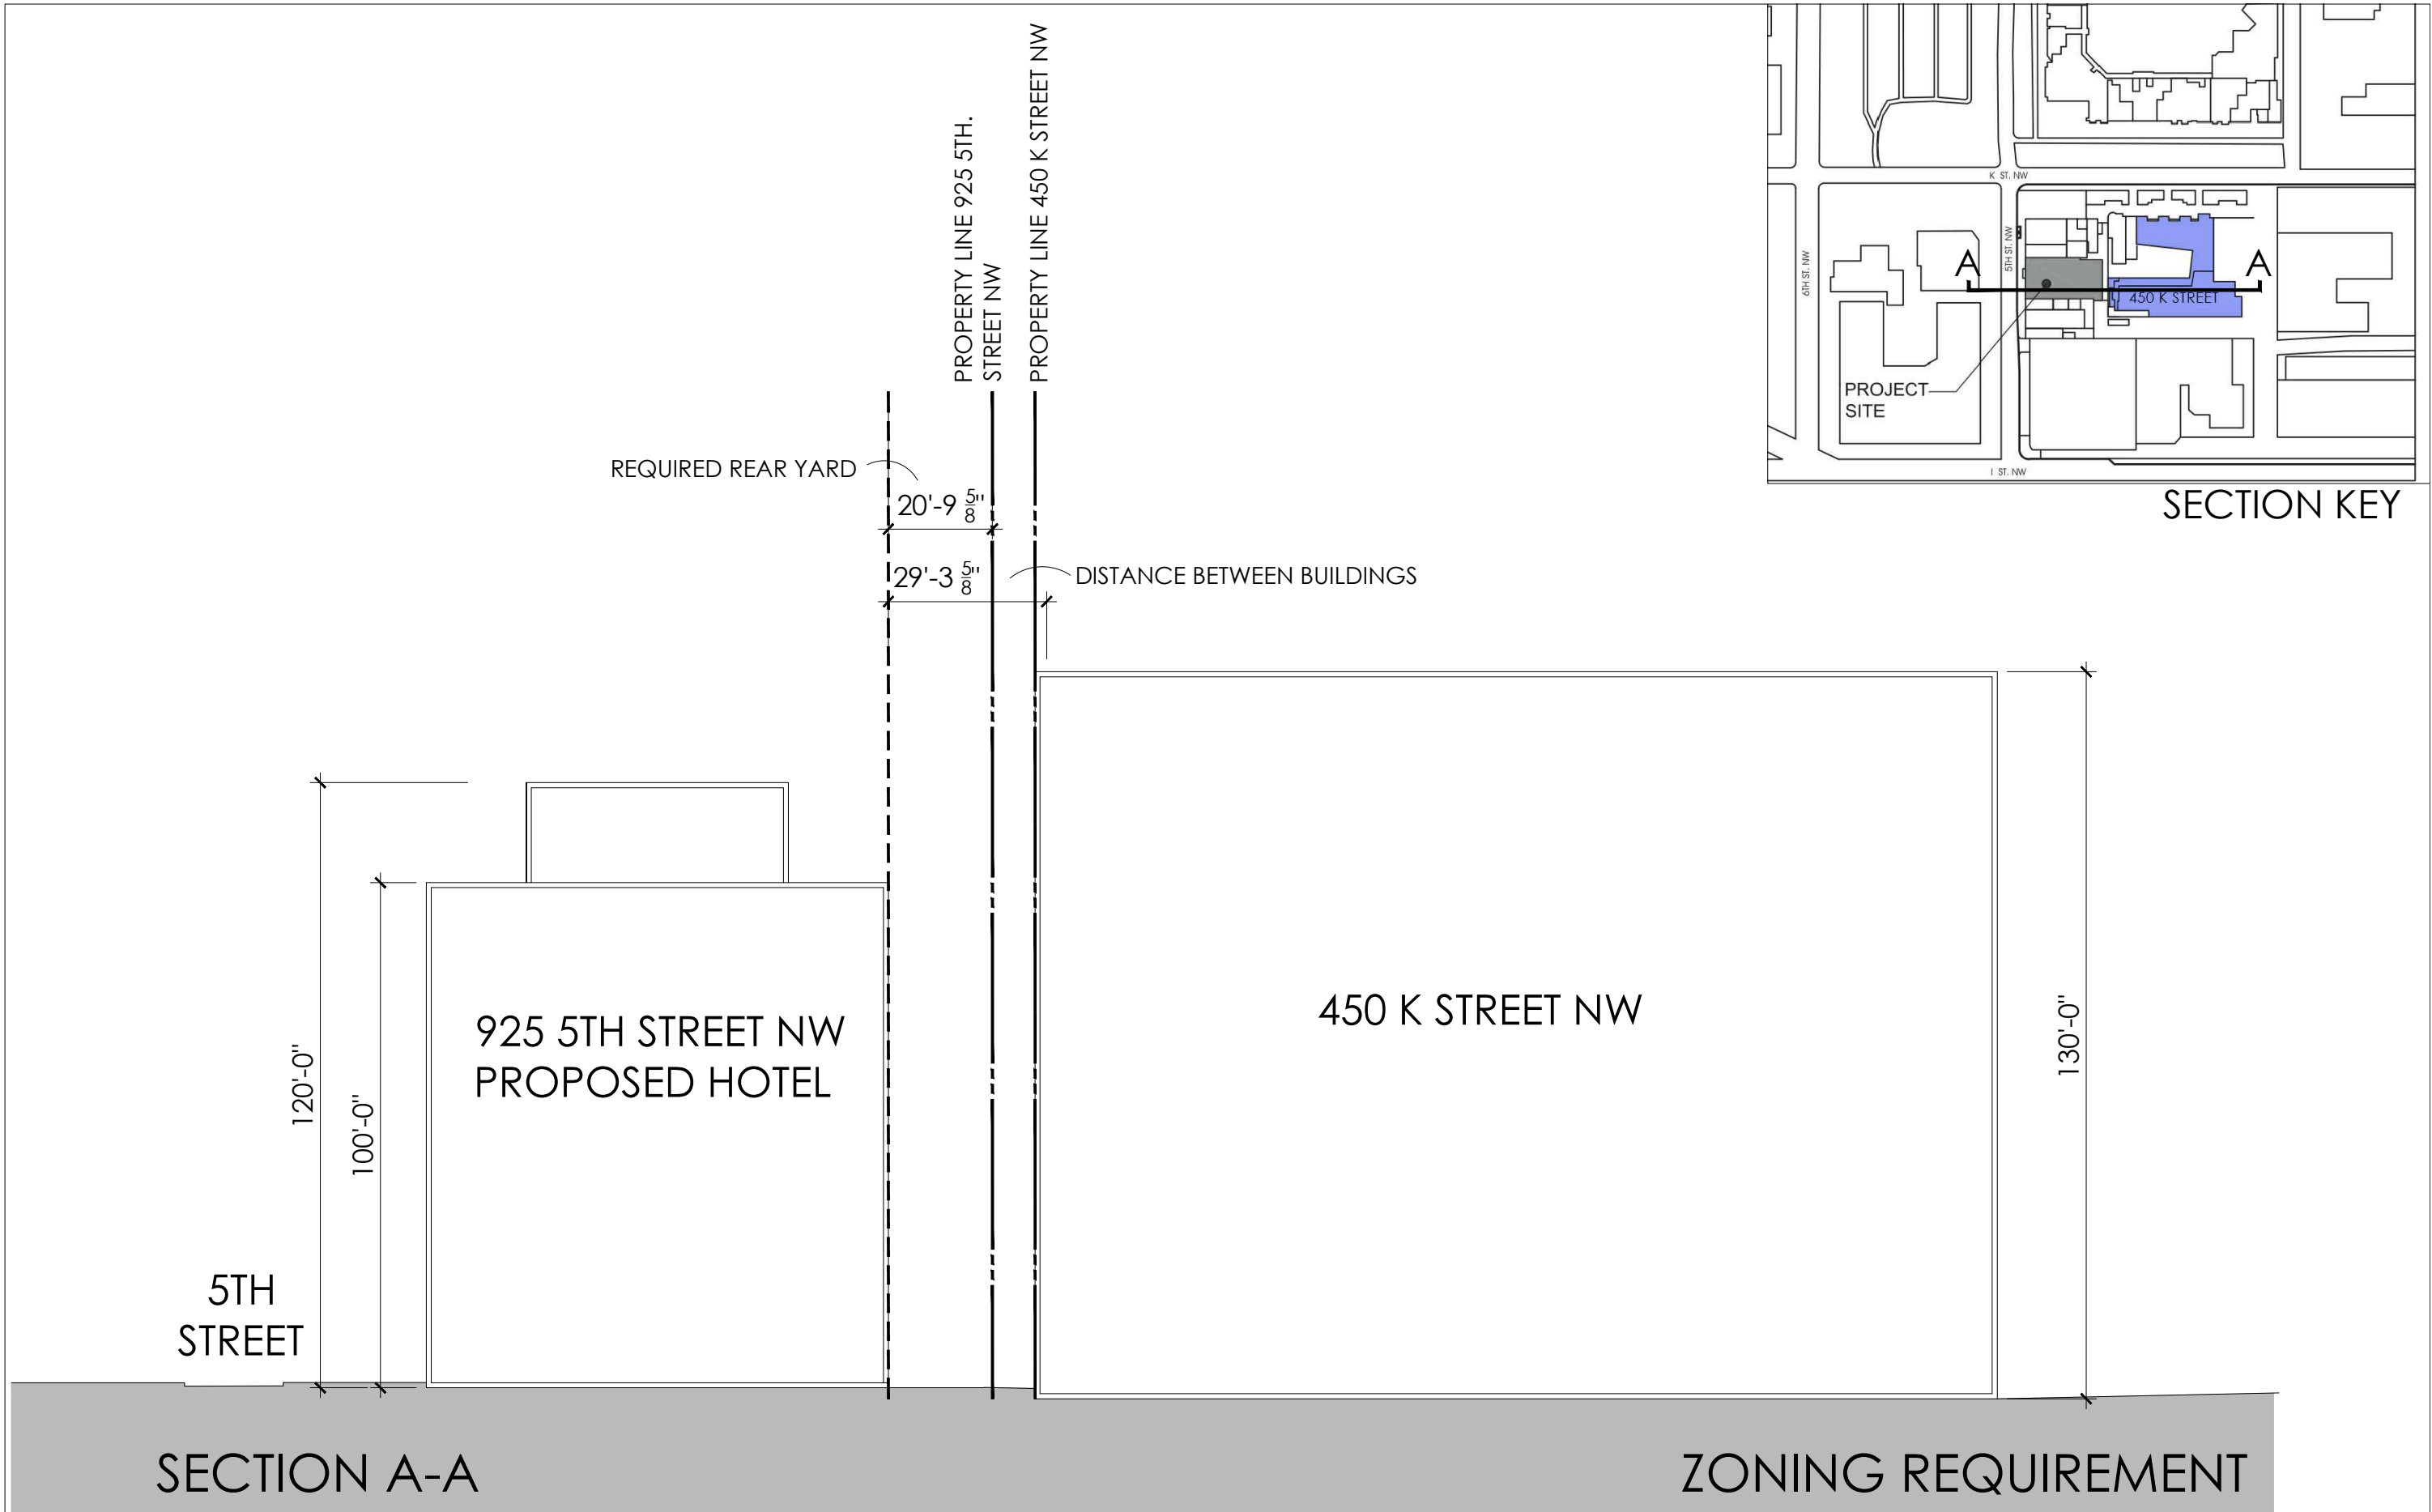 PROPERTY LINE 925 5TH.
STREET NW
PROPERTY LINE 450 K STREET NW
K ST. NW
6TH ST. NW
5TH ST. NW
A
A
450 K STREET
PROJECT
SITE
I ST. NW
SECTION KEY
REQUIRED REAR YARD
20'-9 5/8"
29'-3 5/8"
DISTANCE BETWEEN BUILDINGS
925 5TH STREET NW
PROPOSED HOTEL
450 K STREET NW
120'-0"
100'-0"
130'-0"
5TH
STREET
SECTION A-A
ZONING REQUIREMENT